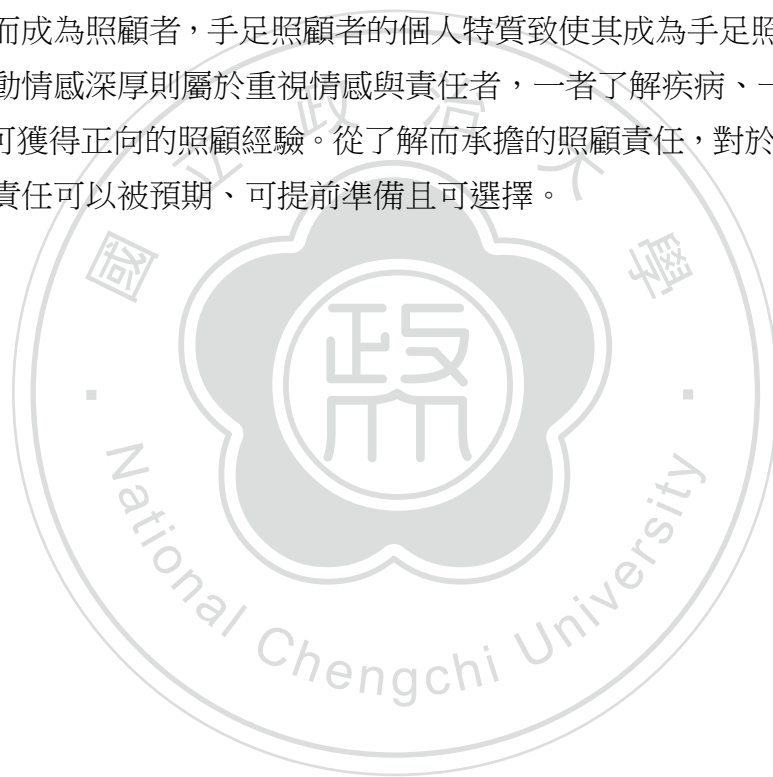 而成為照顧者，手足照顧者的個人特質致使其成為手足照
動情感深厚則屬於重視情感與責任者，一者了解疾病、一
可獲得正向的照顧經驗。從了解而承擔的照顧責任，對於
責任可以被預期、可提前準備且可選擇。
國立政治大學
政
National Chengchi University